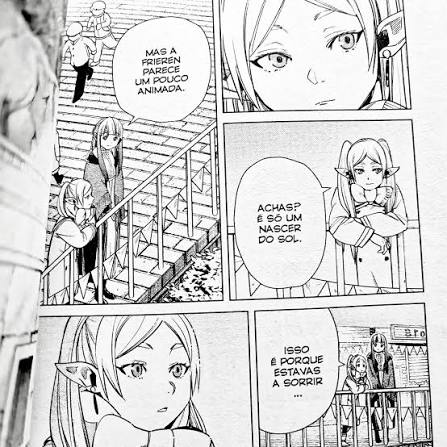 MAS A
FRIEREN
PARECE
UM POUCO
ANIMADA.
ACHAS?
É SÓ UM
NASCER
DO SOL.
ISSO
É PORQUE
ESTAVAS
A SORRIR
...